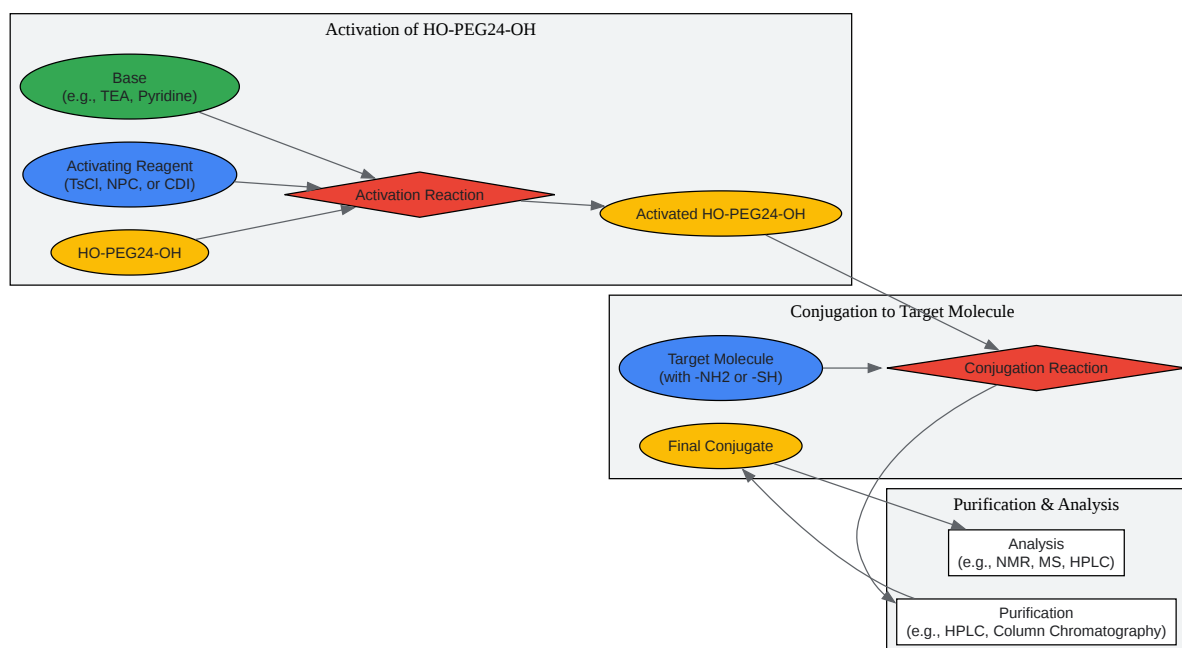 Activation of HO-PEG24-OH
Base
(e.g., TEA, Pyridine)
Activating Reagent
(TsCl, NPC, or CDI)
Activation Reaction
HO-PEG24-OH
Activated HO-PEG24-OH
Conjugation to Target Molecule
Target Molecule
(with -NH2 or -SH)
Conjugation Reaction
Final Conjugate
Purification & Analysis
Analysis
(e.g., NMR, MS, HPLC)
Purification
(e.g., HPLC, Column Chromatography)